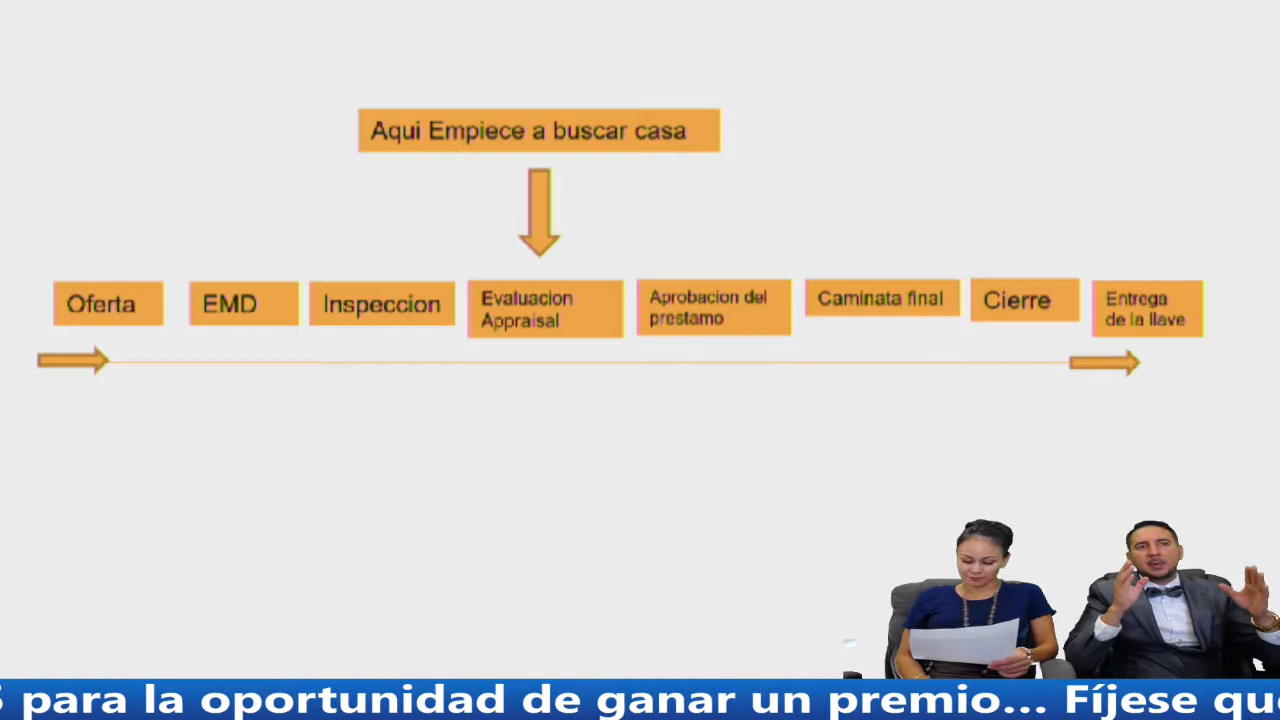 Aqui Empiece a buscar casa
Oferta
EMD
Inspeccion
Evaluacion
Appraisal
Aprobacion del
prestamo
Caminata final
Cierre
Entrega
de la llave
para la oportunidad de ganar un premio... Fíjese que